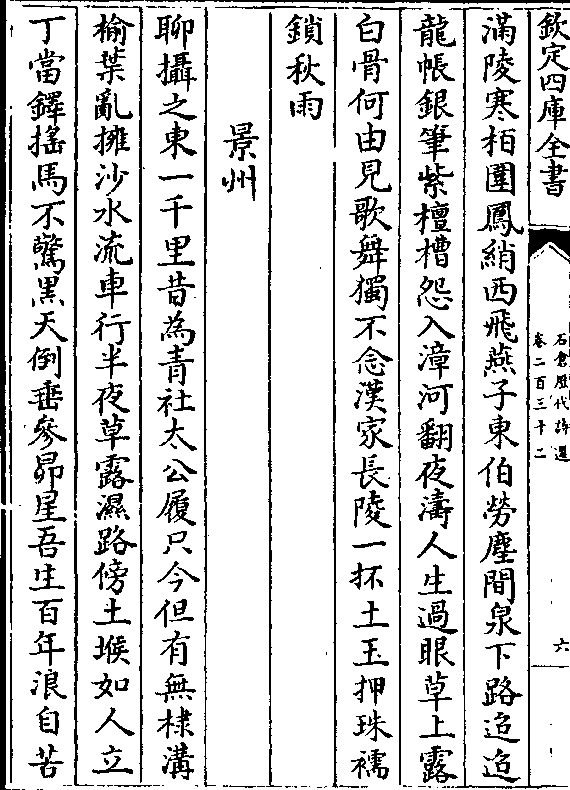 欽定四庫全書
石倉歷代詩選
卷二百三十二
六
滿陵寒栢圍鳳綃西飛燕子東伯勞塵間泉下路迢迢
龍帳銀筆紫檀槽怨入漳河翻夜濤人生過眼草上露
白骨何由見歌舞獨不念漢家長陵一抔土玉押珠襦
鎖秋雨
景州
聊攝之東一千里昔為青社太公履只今但有無棣溝
榆葉亂擁沙水流車行半夜草露濕路傍土堠如人立
丁當鐸搖馬不驚黑天倒垂參昴星吾生百年浪自苦